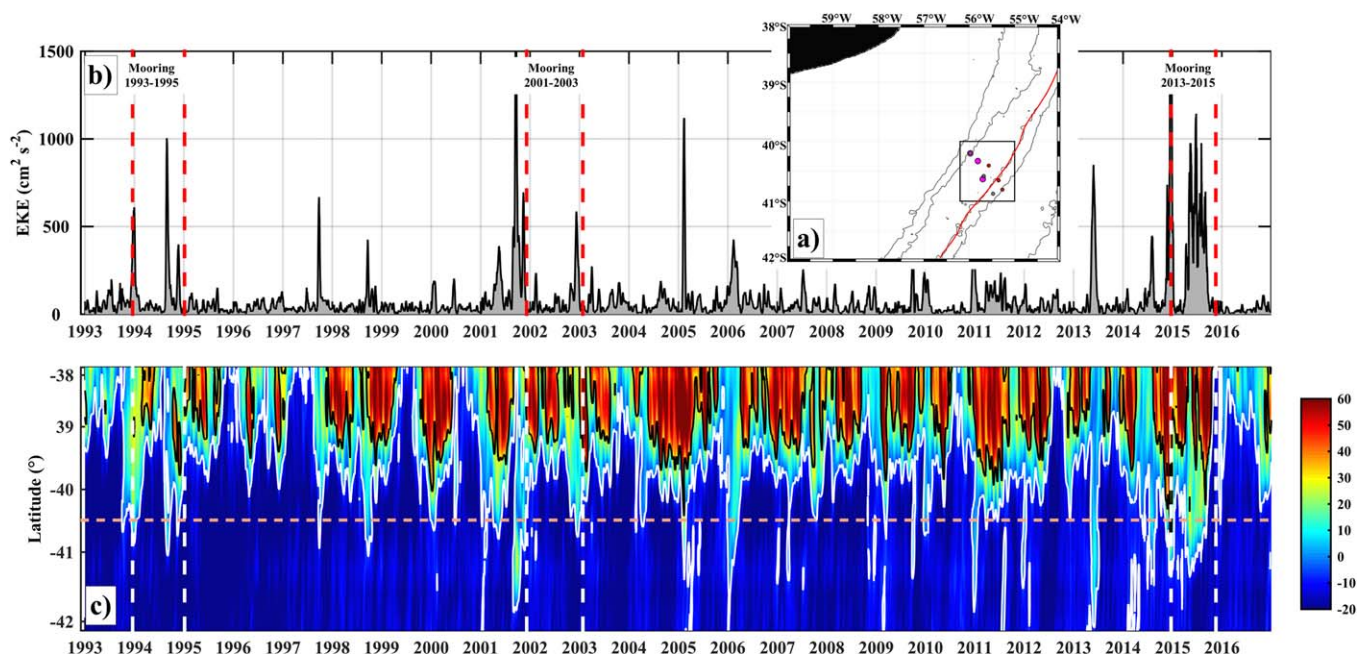 59°W 58°W 57°W 56°W 55°W 54°W
38°S
39°S
40°S
41°S
42°S
a)
b)
Mooring
1993-1995
Mooring
2001-2003
Mooring
2013-2015
1500
1000
500
0
EKE (cm² s⁻²)
1993 1994 1995 1996 1997 1998 1999 2000 2001 2002 2003 2004 2005 2006 2007 2008 2009 2010 2011 2012 2013 2014 2015 2016
-38
-39
-40
-41
-42
Latitude (°)
c)
1993 1994 1995 1996 1997 1998 1999 2000 2001 2002 2003 2004 2005 2006 2007 2008 2009 2010 2011 2012 2013 2014 2015 2016
60
50
40
30
20
10
0
-10
-20